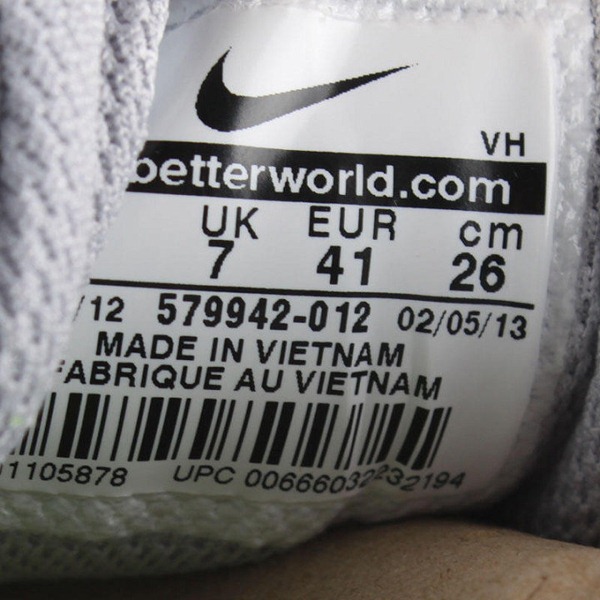 VH
betterworld.com
UK EUR cm
7 41 26
/12 579942-012 02/05/13
MADE IN VIETNAM
FABRIQUE AU VIETNAM
1105878 UPC 00666032232194